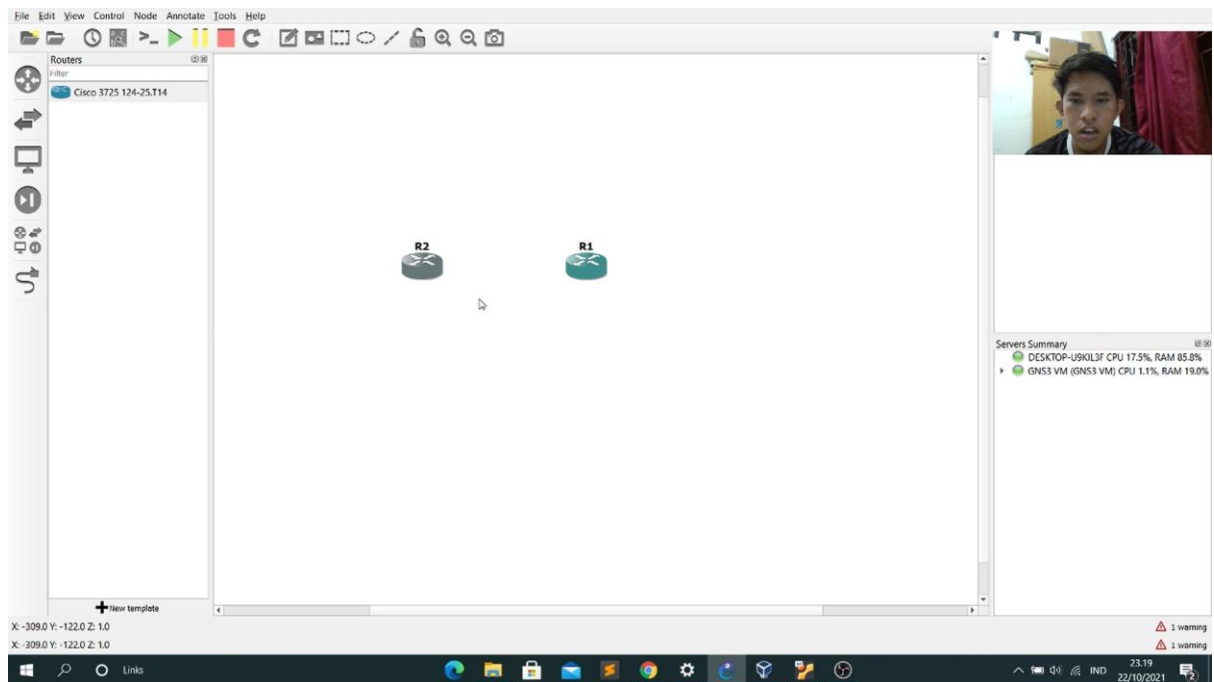 File Edit View Control Node Annotate Tools Help
Routers
Filter
Cisco 3725 124-25.T14
R2
R1
Servers Summary
DESKTOP-U9KIL3F CPU 17.5%, RAM 85.8%
GNS3 VM (GNS3 VM) CPU 1.1%, RAM 19.0%
New template
X: -309.0 Y: -122.0 Z: 1.0
1 warning
X: -309.0 Y: -122.0 Z: 1.0
1 warning
Links
IND
23.19
22/10/2021
2